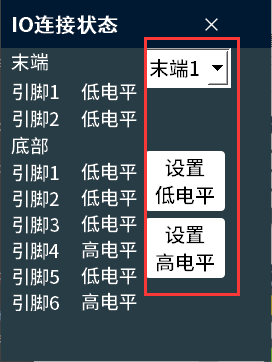 IO连接状态 ×
末端
引脚1 低电平
引脚2 低电平
底部
引脚1 低电平
引脚2 低电平
引脚3 低电平
引脚4 高电平
引脚5 低电平
引脚6 高电平
末端1
设置
低电平
设置
高电平